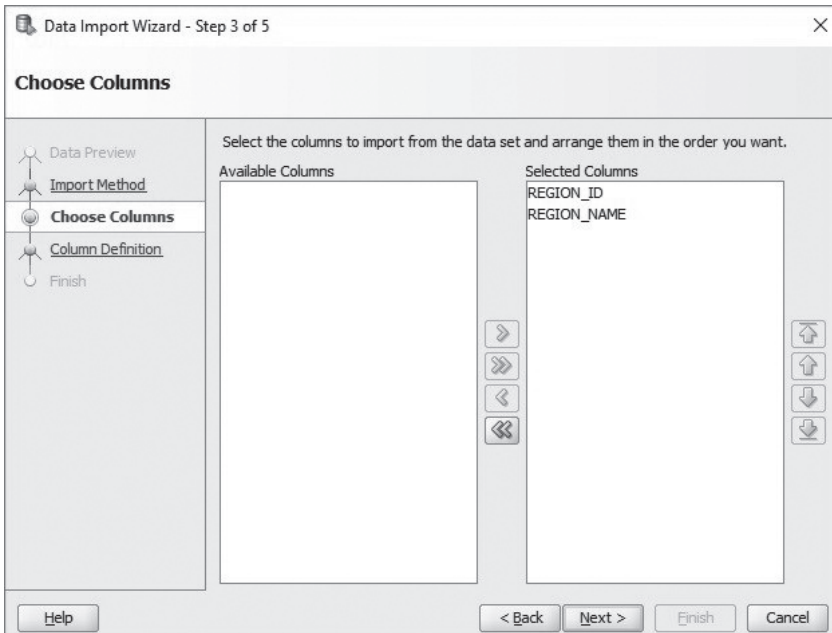 Data Import Wizard - Step 3 of 5
Choose Columns
Data Preview
Import Method
Choose Columns
Column Definition
Finish
Select the columns to import from the data set and arrange them in the order you want.
Available Columns
Selected Columns
REGION_ID
REGION_NAME
Help
< Back
Next >
Finish
Cancel